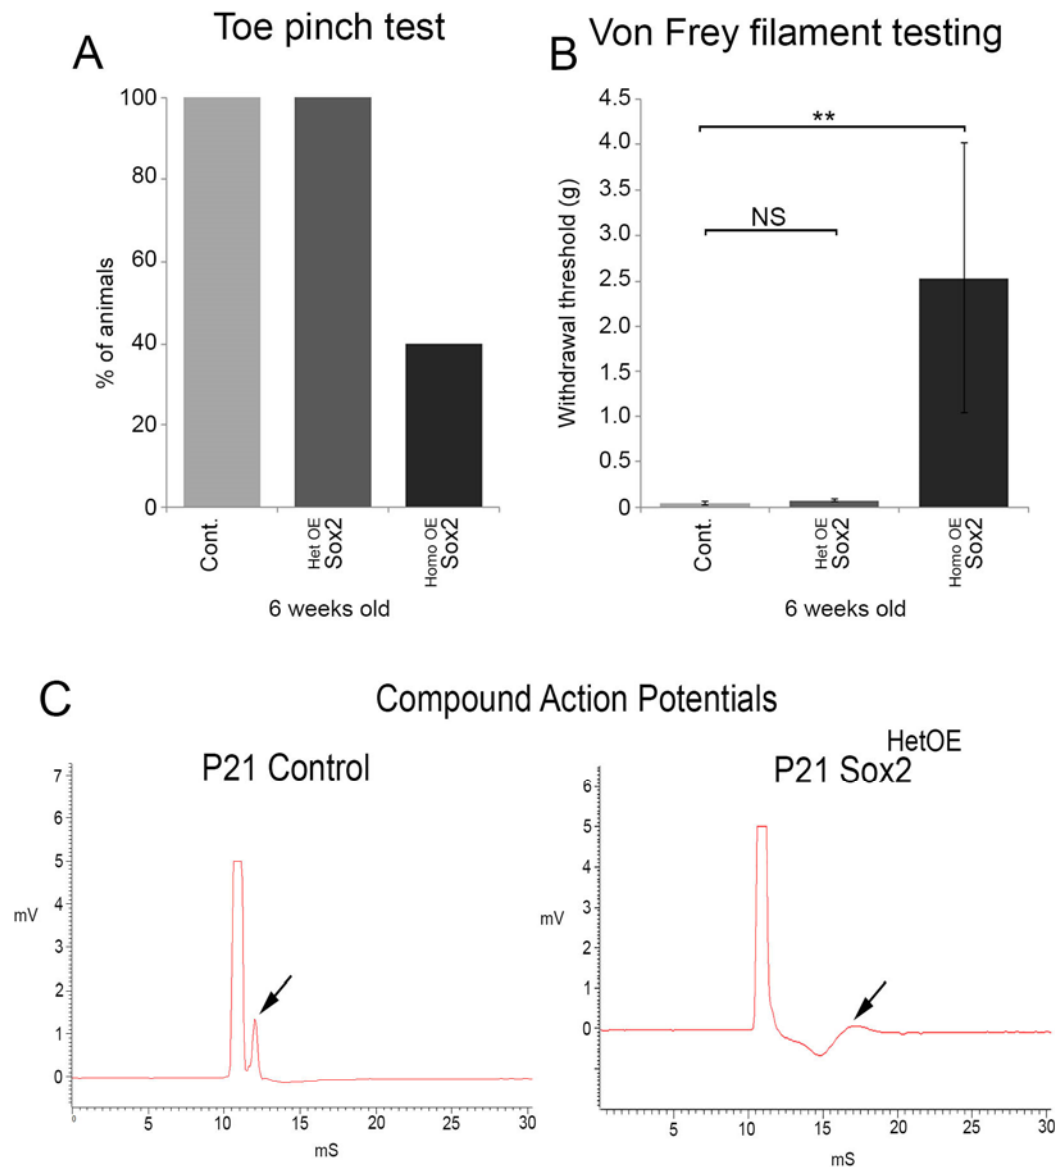 A
Toe pinch test
100
80
60
40
20
0
% of animals
Cont.
Het OE
Sox2
Homo OE
Sox2
6 weeks old
B
Von Frey filament testing
4.5
4.0
3.5
3.0
2.5
2.0
1.5
1.0
0.5
0
Withdrawal threshold (g)
**
NS
Cont.
Het OE
Sox2
Homo OE
Sox2
6 weeks old
C
Compound Action Potentials
P21 Control
7
6
5
4
3
2
1
0
mV
0 5 10 15 20 25 30
mS
P21 Sox2HetOE
6
5
4
3
2
1
0
mV
5 10 15 20 25 30
mS